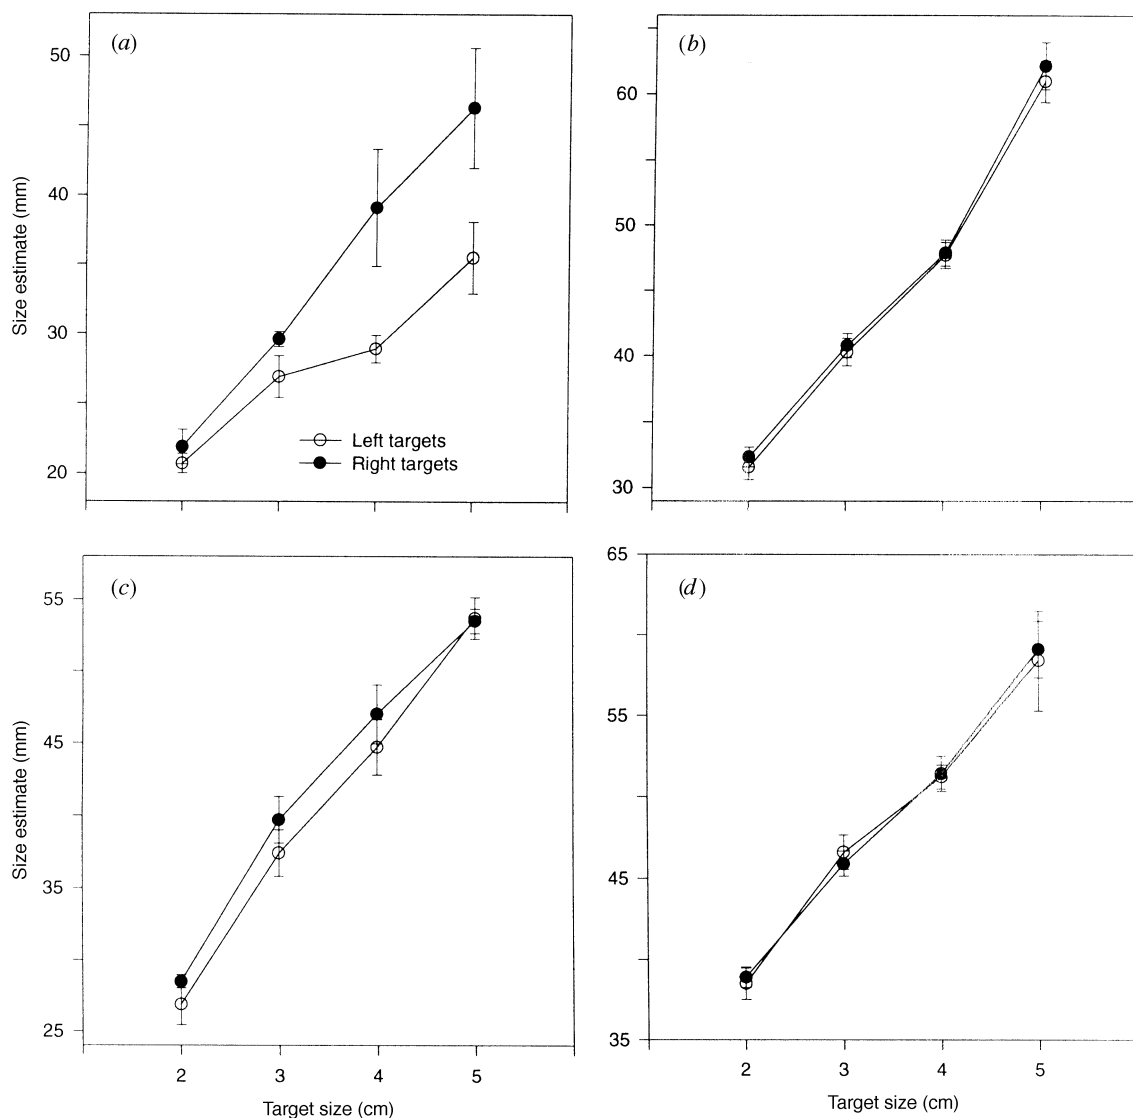 (a)
50
40
30
20
Size estimate (mm)
Left targets
Right targets
(b)
60
50
40
30
(c)
55
45
35
25
Size estimate (mm)
2 3 4 5
Target size (cm)
(d)
65
55
45
35
2 3 4 5
Target size (cm)